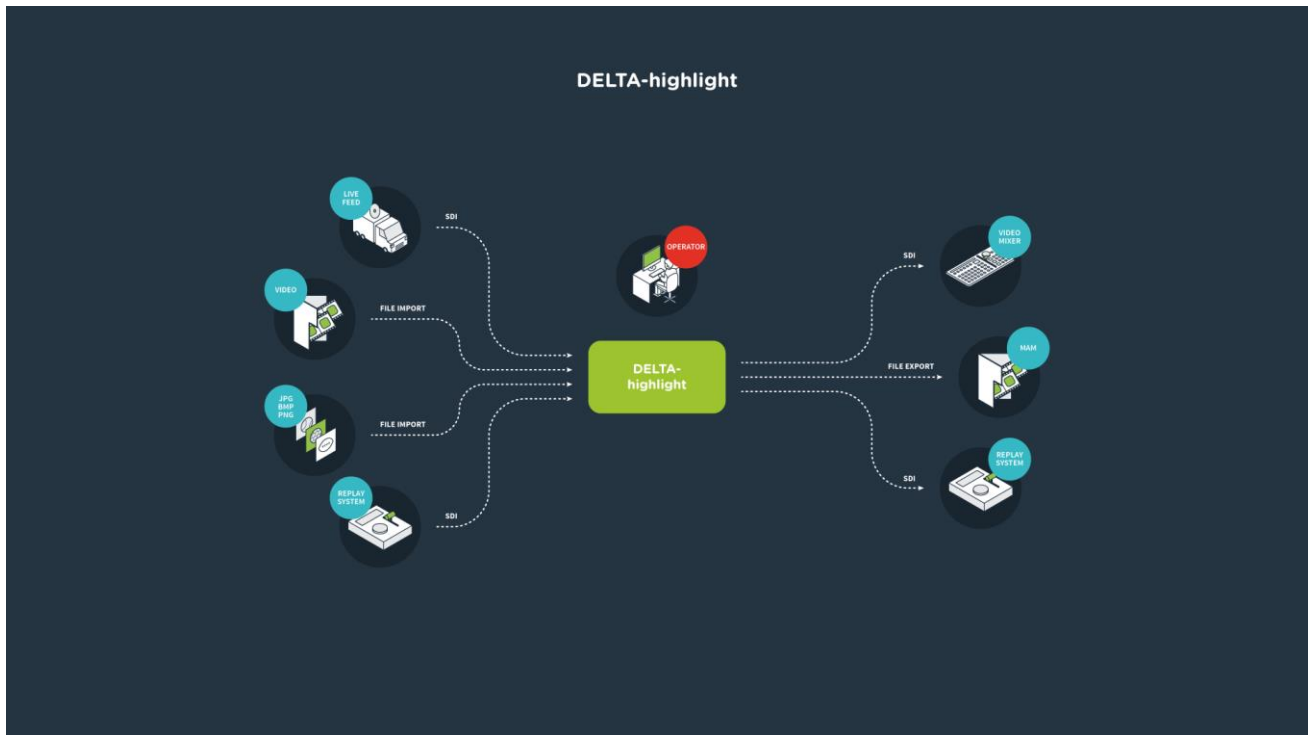 DELTA-highlight
LIVE
FEED
SDI
VIDEO
FILE IMPORT
JPG
BMP
PNG
FILE IMPORT
REPLAY
SYSTEM
SDI
OPERATOR
DELTA-
highlight
SDI
VIDEO
MIXER
FILE EXPORT
MAM
SDI
REPLAY
SYSTEM